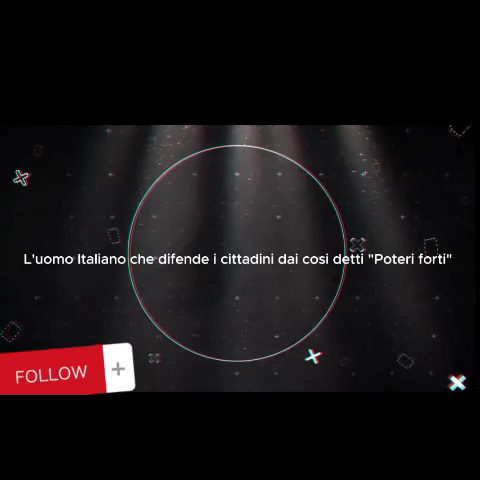 L'uomo Italiano che difende i cittadini dai cosi detti "Poteri forti"
FOLLOW +